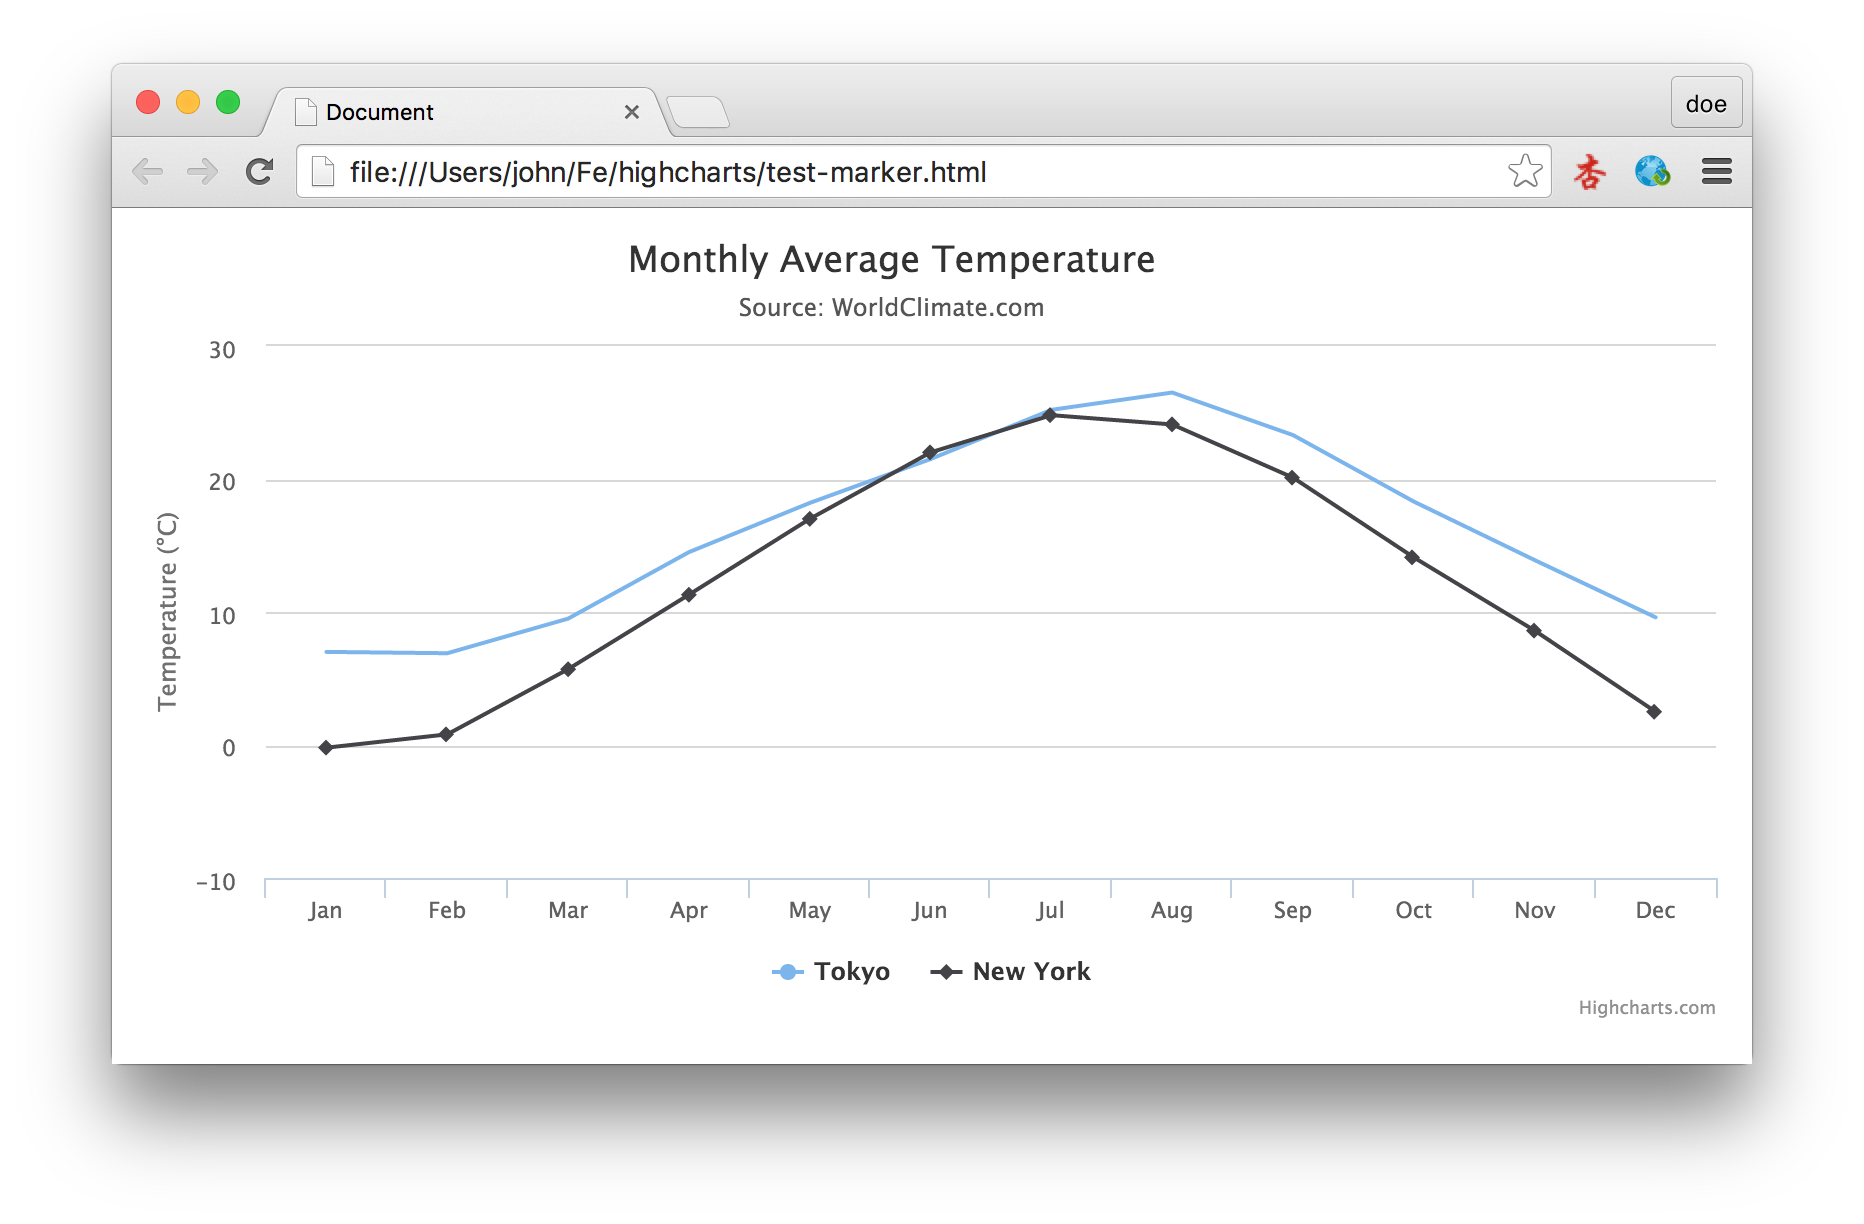 Document
doe
file:///Users/john/Fe/highcharts/test-marker.html
杏
Monthly Average Temperature
Source: WorldClimate.com
Temperature (°C)
30
20
10
0
−10
Jan Feb Mar Apr May Jun Jul Aug Sep Oct Nov Dec
Tokyo New York
Highcharts.com